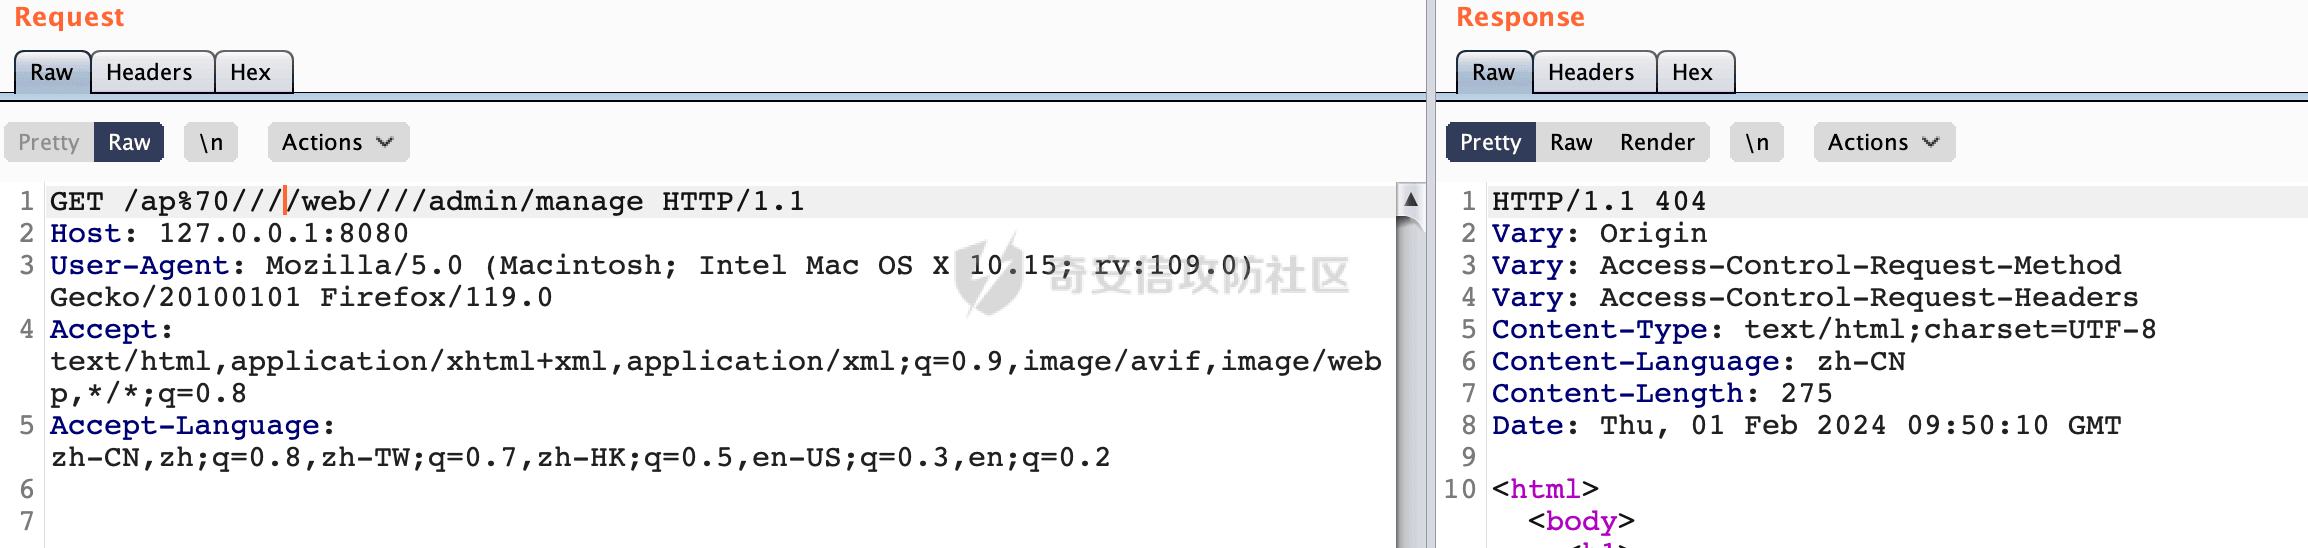 Request
Raw Headers Hex
Pretty Raw \n Actions
1 GET /ap%70////web////admin/manage HTTP/1.1
2 Host: 127.0.0.1:8080
3 User-Agent: Mozilla/5.0 (Macintosh; Intel Mac OS X 10.15; rv:109.0)
Gecko/20100101 Firefox/119.0
4 Accept:
text/html,application/xhtml+xml,application/xml;q=0.9,image/avif,image/web
p,*/*;q=0.8
5 Accept-Language:
zh-CN,zh;q=0.8,zh-TW;q=0.7,zh-HK;q=0.5,en-US;q=0.3,en;q=0.2
6
7
奇安信攻防社区
Response
Raw Headers Hex
Pretty Raw Render \n Actions
1 HTTP/1.1 404
2 Vary: Origin
3 Vary: Access-Control-Request-Method
4 Vary: Access-Control-Request-Headers
5 Content-Type: text/html;charset=UTF-8
6 Content-Language: zh-CN
7 Content-Length: 275
8 Date: Thu, 01 Feb 2024 09:50:10 GMT
9
10 <html>
<body>